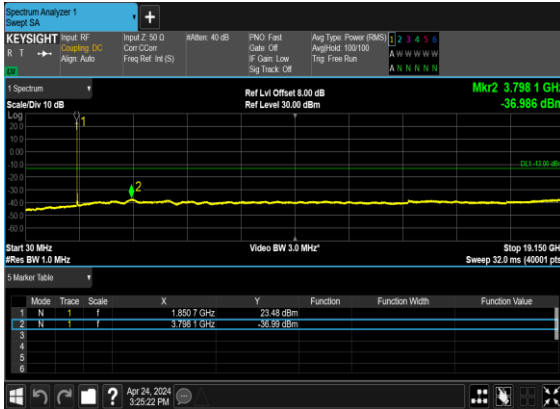 Spectrum Analyzer 1
Swept SA
+
KEYSIGHT Input: RF Input Z: 50 Ω #Atten: 40 dB PNO: Fast Avg Type: Power (RMS) 1 2 3 4 5 6
R T Coupling: DC Corr CCorr Gate: Off Avg|Hold: 100/100 A W W W W W
Align: Auto Freq Ref: Int (S) IF Gain: Low Trig: Free Run
Sig Track: Off A N N N N N
1 Spectrum Ref Lvl Offset 8.00 dB Mkr2 3.798 1 GHz
Scale/Div 10 dB Ref Level 30.00 dBm -36.986 dBm
Log
1
20.0
10.0
0.00
-10.0
DL1 -13.00 dBm
-20.0
-30.0
2
-40.0
-50.0
-60.0
Start 30 MHz Video BW 3.0 MHz* Stop 19.150 GHz
#Res BW 1.0 MHz Sweep 32.0 ms (40001 pts
5 Marker Table
Mode Trace Scale X Y Function Function Width Function Value
1 N 1 f 1.850 7 GHz 23.48 dBm
2 N 1 f 3.798 1 GHz -36.99 dBm
3
4
5
6
? Apr 24, 2024
3:25:22 PM